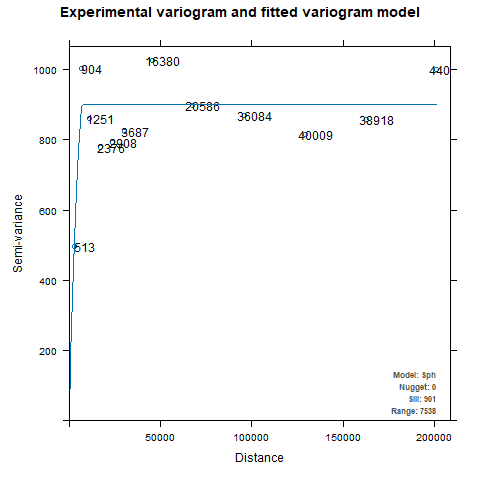 Experimental variogram and fitted variogram model
1000
800
600
400
200
Semi-variance
904
16380
440
1251
20586
36084
38918
3687
2908
2376
40009
513
Model: Sph
Nugget: 0
Sill: 901
Range: 7538
50000 100000 150000 200000
Distance